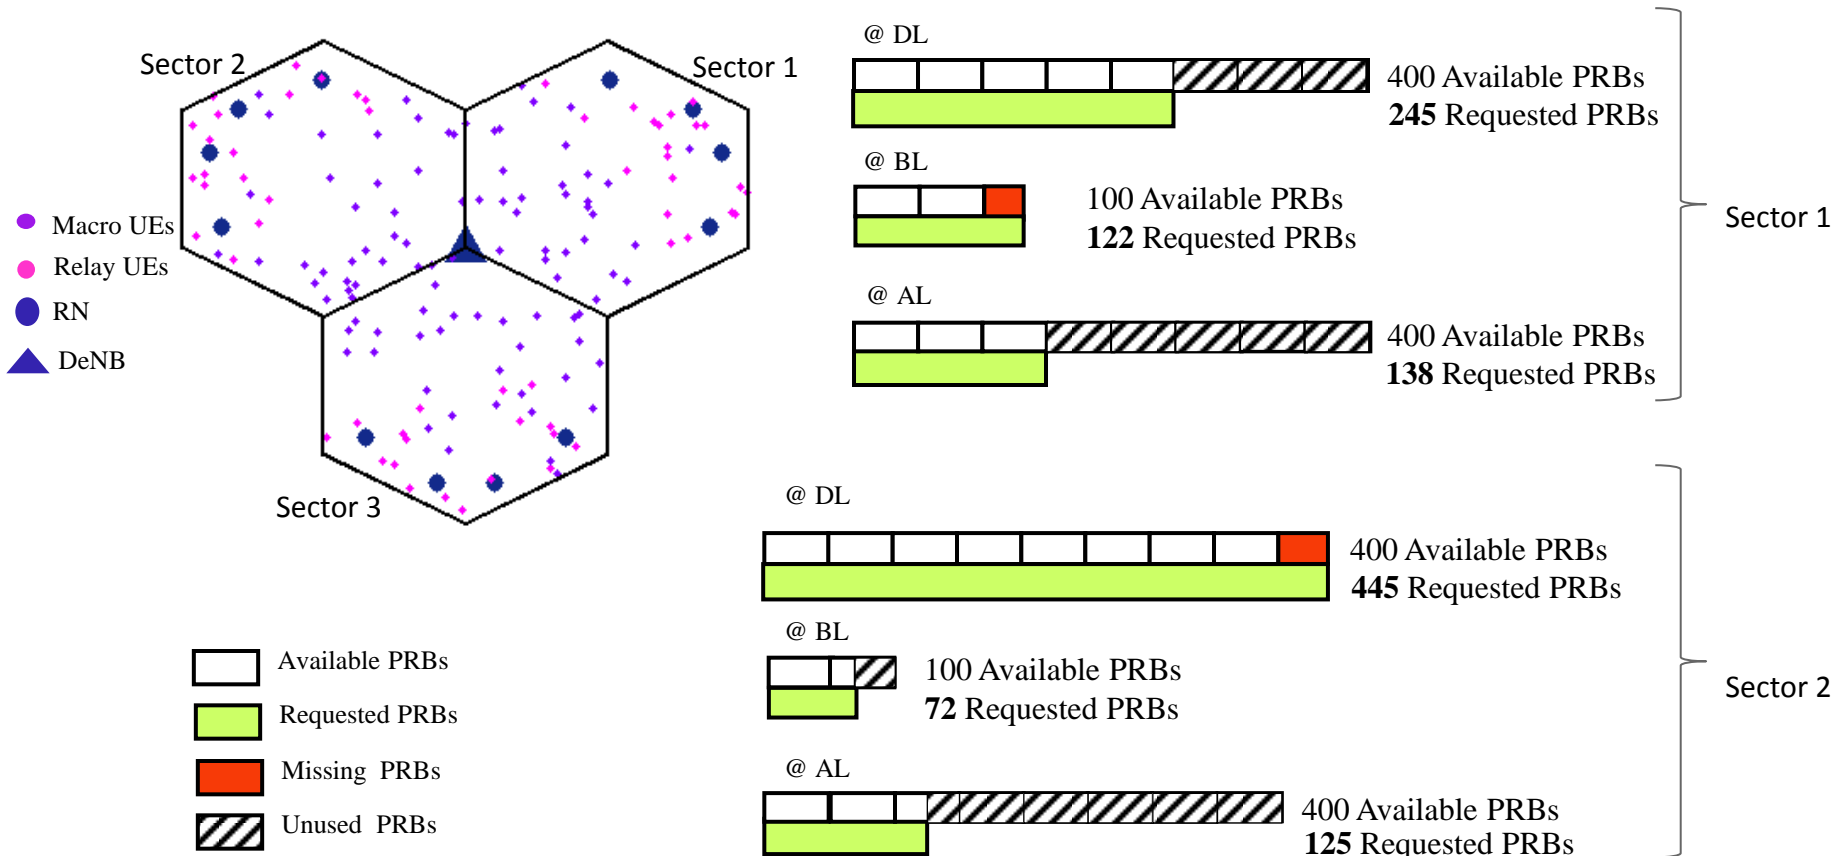 Sector 2
Sector 1
Macro UEs
Relay UEs
RN
DeNB
Sector 3
Available PRBs
Requested PRBs
Missing PRBs
Unused PRBs
@ DL
400 Available PRBs
245 Requested PRBs
@ BL
100 Available PRBs
122 Requested PRBs
@ AL
400 Available PRBs
138 Requested PRBs
Sector 1
@ DL
400 Available PRBs
445 Requested PRBs
@ BL
100 Available PRBs
72 Requested PRBs
@ AL
400 Available PRBs
125 Requested PRBs
Sector 2